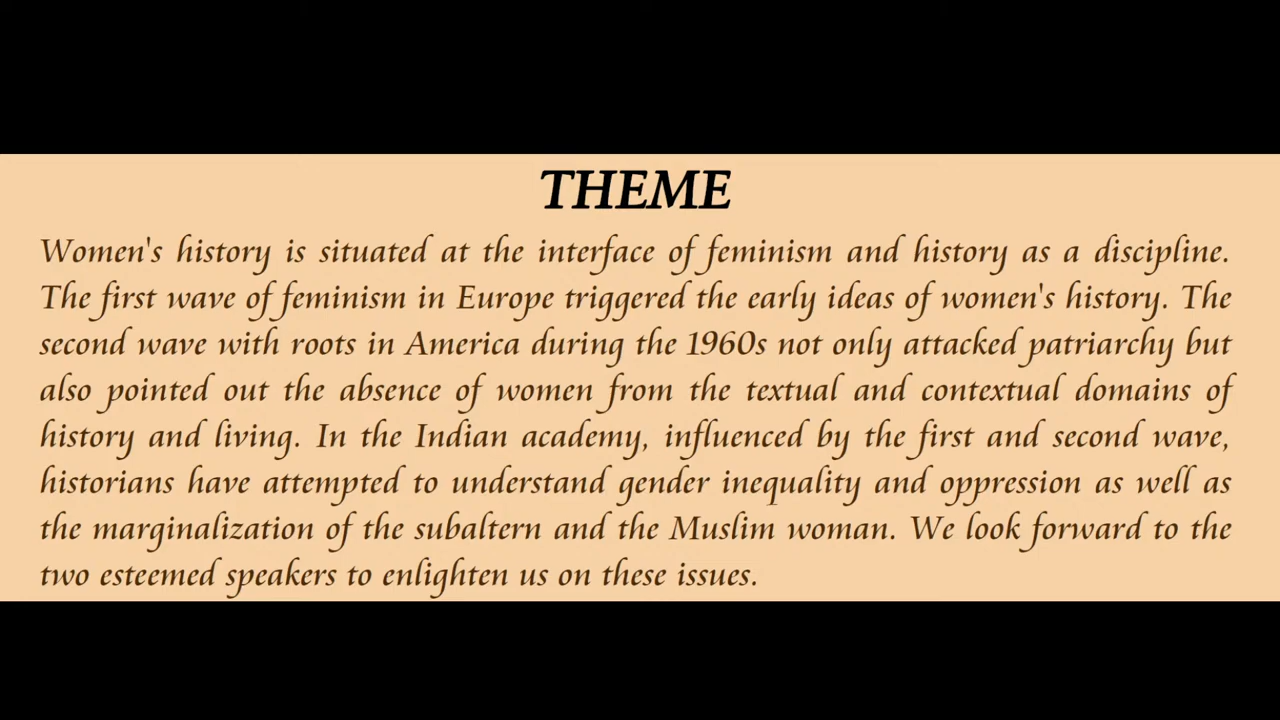 THEME
Women's history is situated at the interface of feminism and history as a discipline.
The first wave of feminism in Europe triggered the early ideas of women's history. The
second wave with roots in America during the 1960s not only attacked patriarchy but
also pointed out the absence of women from the textual and contextual domains of
history and living. In the Indian academy, influenced by the first and second wave,
historians have attempted to understand gender inequality and oppression as well as
the marginalization of the subaltern and the Muslim woman. We look forward to the
two esteemed speakers to enlighten us on these issues.